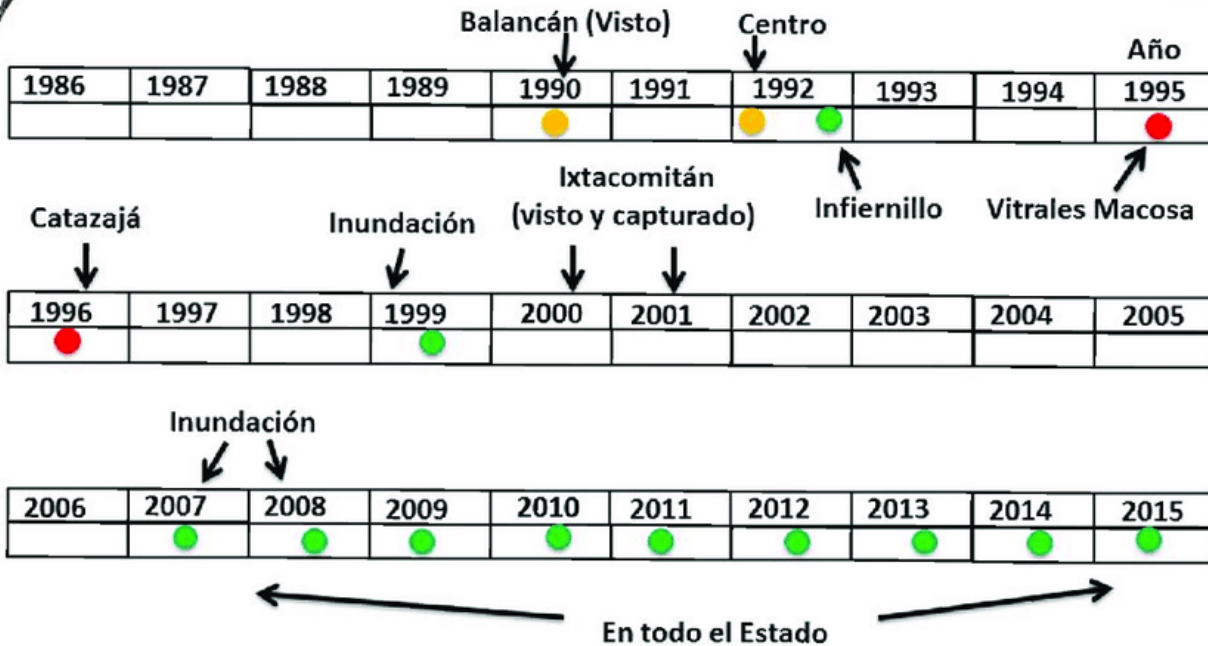 Balancán (Visto) Centro
Año
1986 1987 1988 1989 1990 1991 1992 1993 1994 1995
Ixtacomitán
(visto y capturado)
Infiernillo Vitrales Macosa
Catazajá Inundación
1996 1997 1998 1999 2000 2001 2002 2003 2004 2005
Inundación
2006 2007 2008 2009 2010 2011 2012 2013 2014 2015
En todo el Estado